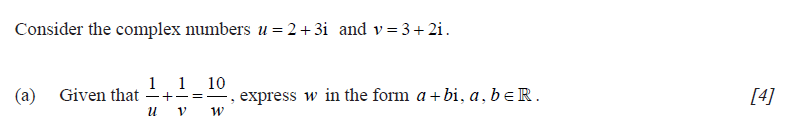 Consider the complex numbers u = 2 + 3i and v = 3 + 2i.
(a) Given that 1/u + 1/v = 10/w, express w in the form a + bi, a, b ∈ ℝ. [4]